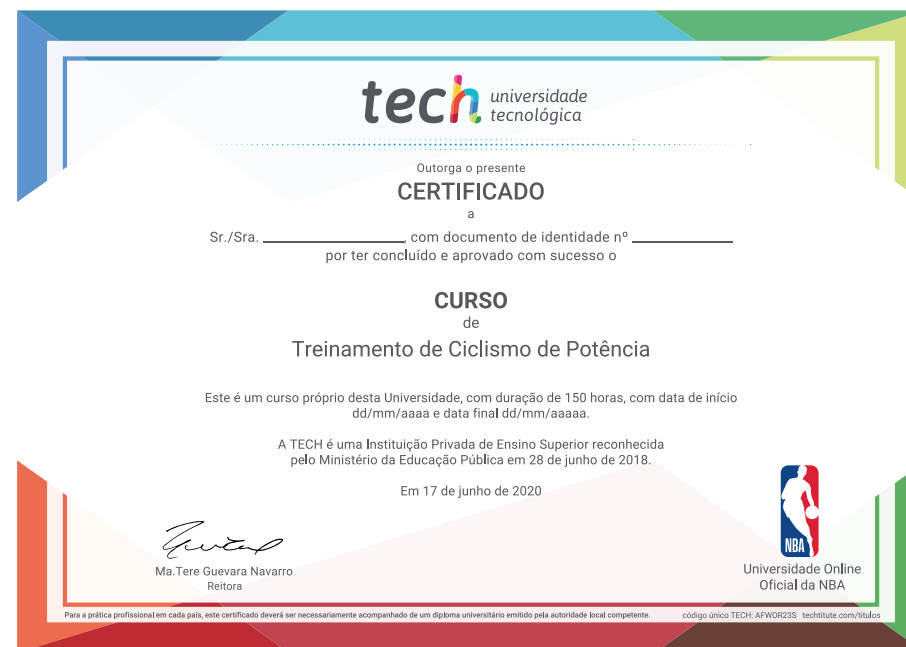 tech universidade
tecnológica
Outorga o presente
CERTIFICADO
a
Sr./Sra. ____________, com documento de identidade nº ____________
por ter concluído e aprovado com sucesso o
CURSO
de
Treinamento de Ciclismo de Potência
Este é um curso próprio desta Universidade, com duração de 150 horas, com data de início
dd/mm/aaaa e data final dd/mm/aaaaa.
A TECH é uma Instituição Privada de Ensino Superior reconhecida
pelo Ministério da Educação Pública em 28 de junho de 2018.
Em 17 de junho de 2020
Ma.Tere Guevara Navarro
Reitora
NBA
Universidade Online
Oficial da NBA
Para a prática profissional em cada país, este certificado deverá ser necessariamente acompanhado de um diploma universitário emitido pela autoridade local competente.
código único TECH: AFWOR23S techtitute.com/titulos